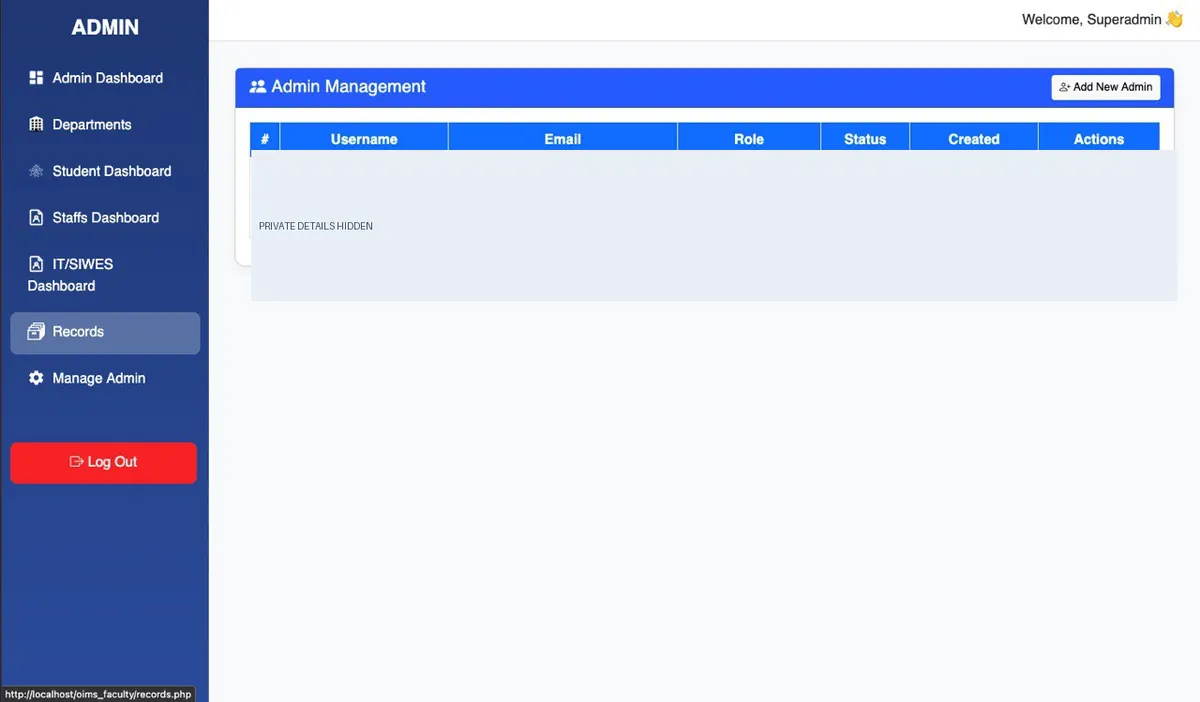 ADMIN
Admin Dashboard
Departments
Student Dashboard
Staffs Dashboard
IT/SIWES
Dashboard
Records
Manage Admin
Log Out
Welcome, Superadmin 👋
Admin Management
Add New Admin
# Username Email Role Status Created Actions
PRIVATE DETAILS HIDDEN
http://localhost/oims_faculty/records.php